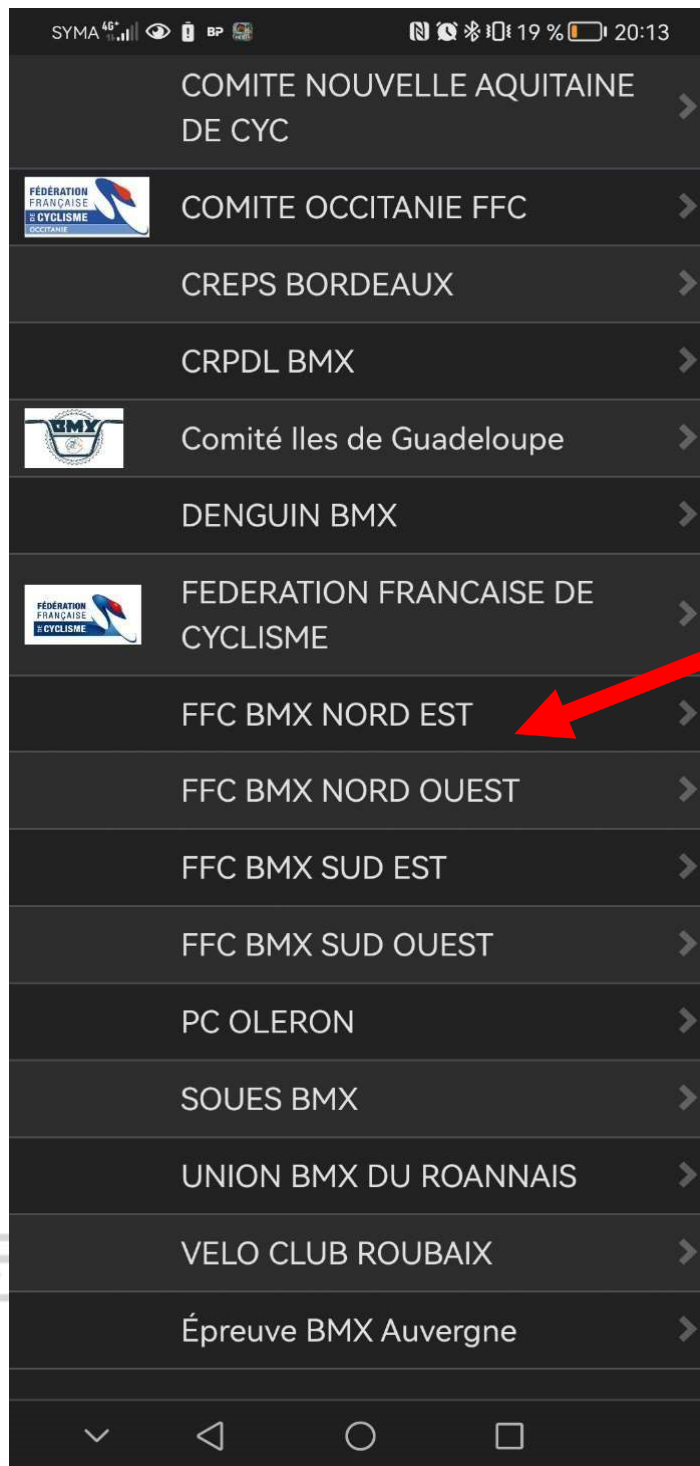 SYMA 4G+ BP 19 % 20:13
COMITE NOUVELLE AQUITAINE
DE CYC
FÉDÉRATION
FRANÇAISE
DE CYCLISME
OCCITANIE
COMITE OCCITANIE FFC
CREPS BORDEAUX
CRPDL BMX
BMX
Comité Iles de Guadeloupe
DENGUIN BMX
FÉDÉRATION
FRANÇAISE
DE CYCLISME
FEDERATION FRANCAISE DE
CYCLISME
FFC BMX NORD EST
FFC BMX NORD OUEST
FFC BMX SUD EST
FFC BMX SUD OUEST
PC OLERON
SOUES BMX
UNION BMX DU ROANNAIS
VELO CLUB ROUBAIX
Épreuve BMX Auvergne